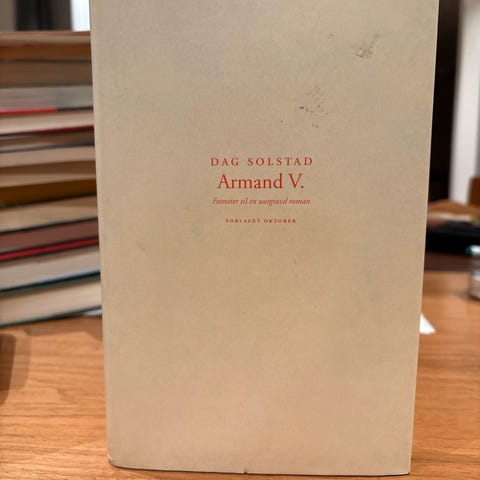 DAG SOLSTAD
Armand V.
Fotnoter til en uutgravd roman
FORLAGET OKTOBER